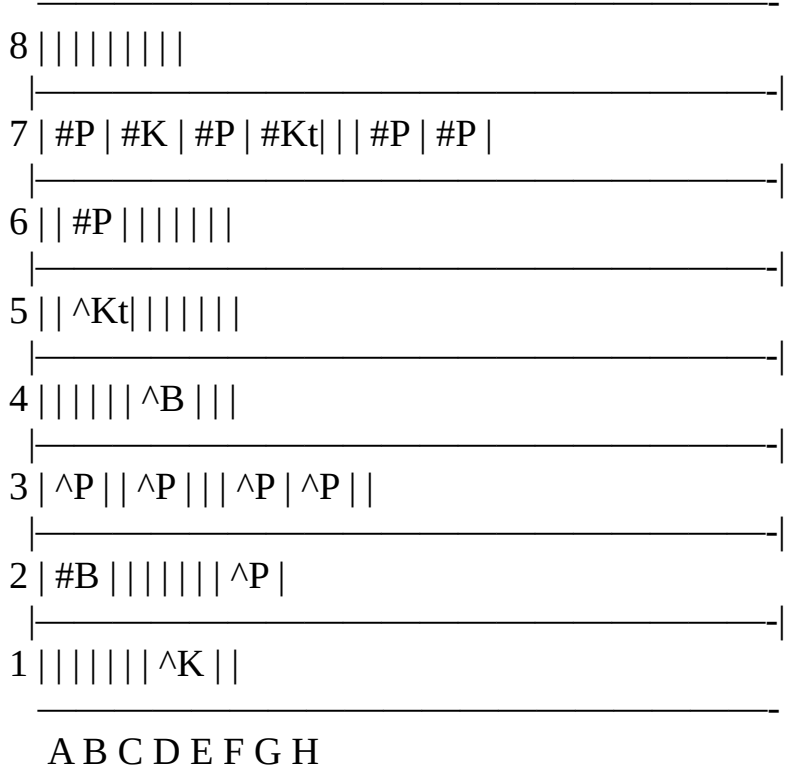 8 | | | | | | | | |
7 | #P | #K | #P | #Kt| | | #P | #P |
6 | | #P | | | | | | |
5 | | ^Kt| | | | | | |
4 | | | | | | ^B | | |
3 | ^P | | ^P | | | ^P | ^P | |
2 | #B | | | | | | | ^P |
1 | | | | | | | ^K | |
A B C D E F G H